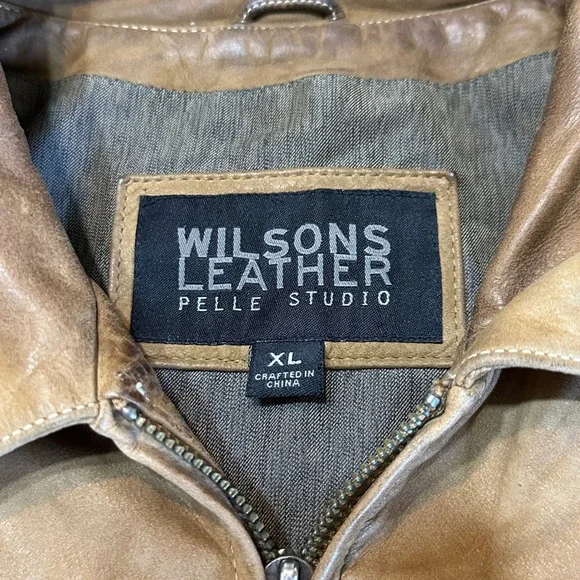 WILSONS
LEATHER
PELLE STUDIO
XL
CRAFTED IN
CHINA